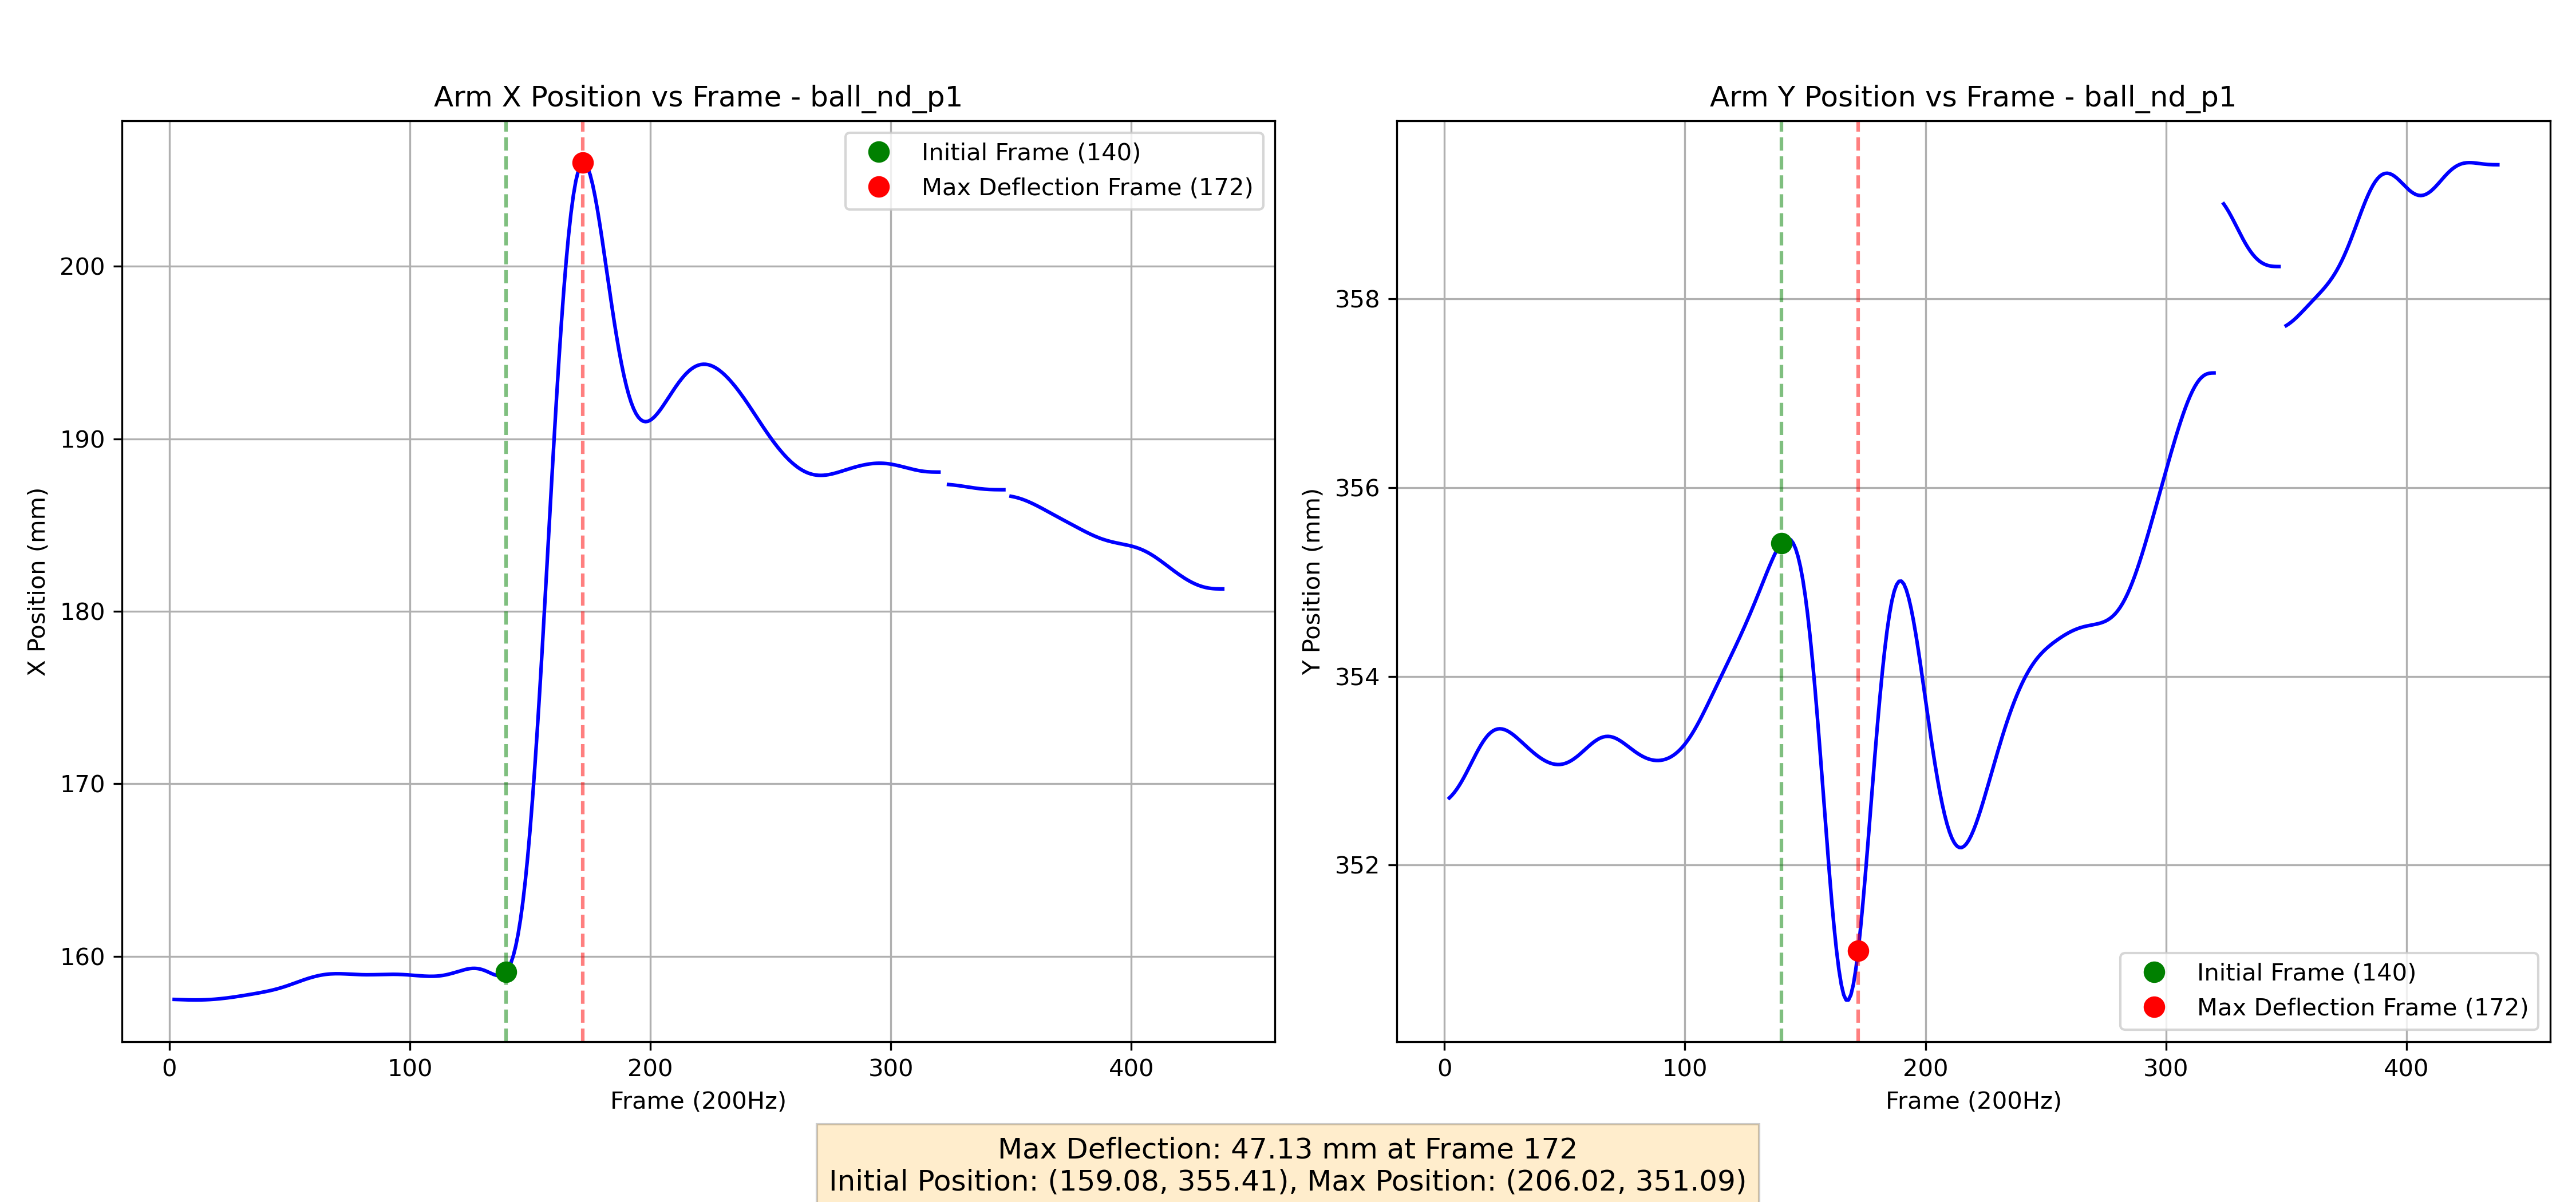 Arm X Position vs Frame - ball_nd_p1
Initial Frame (140)
Max Deflection Frame (172)
X Position (mm)
200
190
180
170
160
0 100 200 300 400
Frame (200Hz)
Arm Y Position vs Frame - ball_nd_p1
Y Position (mm)
358
356
354
352
Initial Frame (140)
Max Deflection Frame (172)
0 100 200 300 400
Frame (200Hz)
Max Deflection: 47.13 mm at Frame 172
Initial Position: (159.08, 355.41), Max Position: (206.02, 351.09)